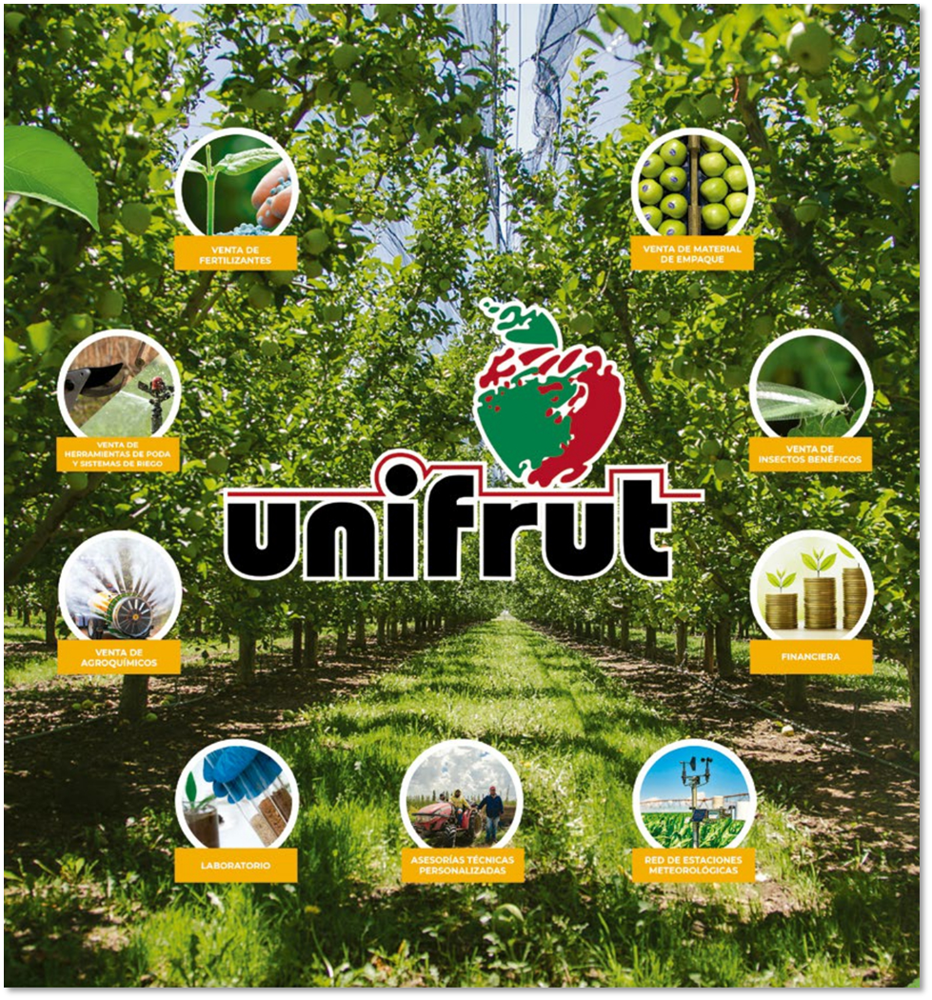 VENTA DE
FERTILIZANTES
VENTA DE MATERIAL
DE EMPAQUE
VENTA DE
HERRAMIENTAS DE PODA
Y SISTEMAS DE RIEGO
VENTA DE
INSECTOS BENÉFICOS
unifrut
VENTA DE
AGROQUÍMICOS
FINANCIERA
LABORATORIO
ASESORÍAS TÉCNICAS
PERSONALIZADAS
RED DE ESTACIONES
METEOROLÓGICAS